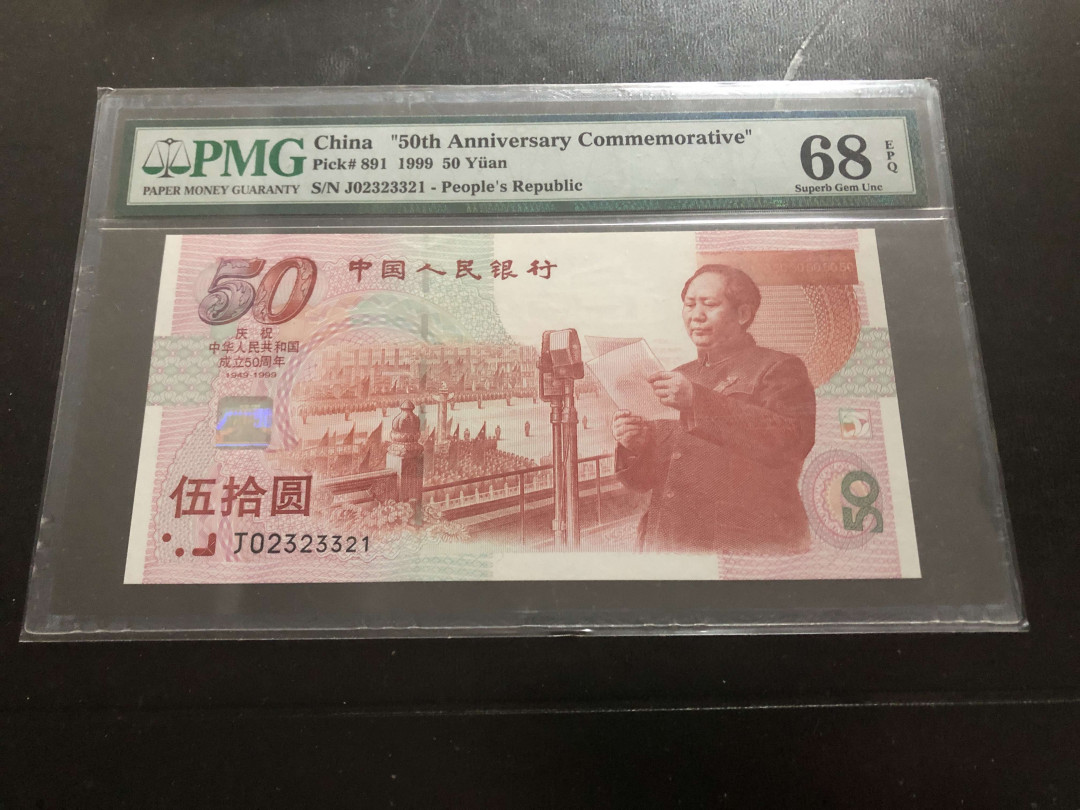 PMG
PAPER MONEY GUARANTY
China "50th Anniversary Commemorative"
Pick# 891 1999 50 Yüan
S/N J02323321 - People's Republic
68
EPQ
Superb Gem Unc
50
中国人民银行
庆祝
中华人民共和国
成立50周年
1949-1999
伍拾圆
J02323321
50